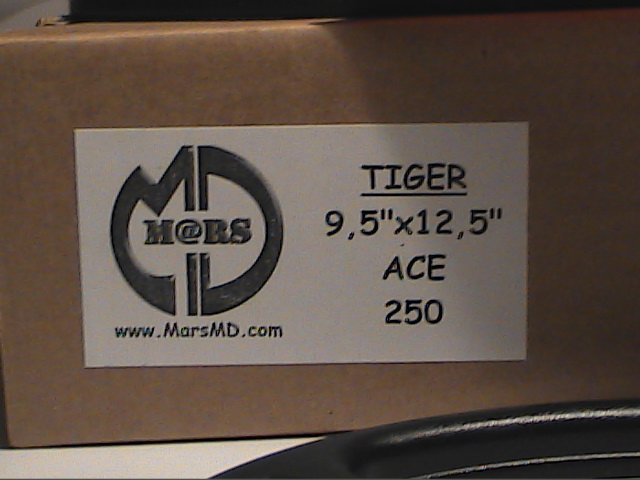 M@RS
www.MarsMD.com
TIGER
9,5"x12,5"
ACE
250